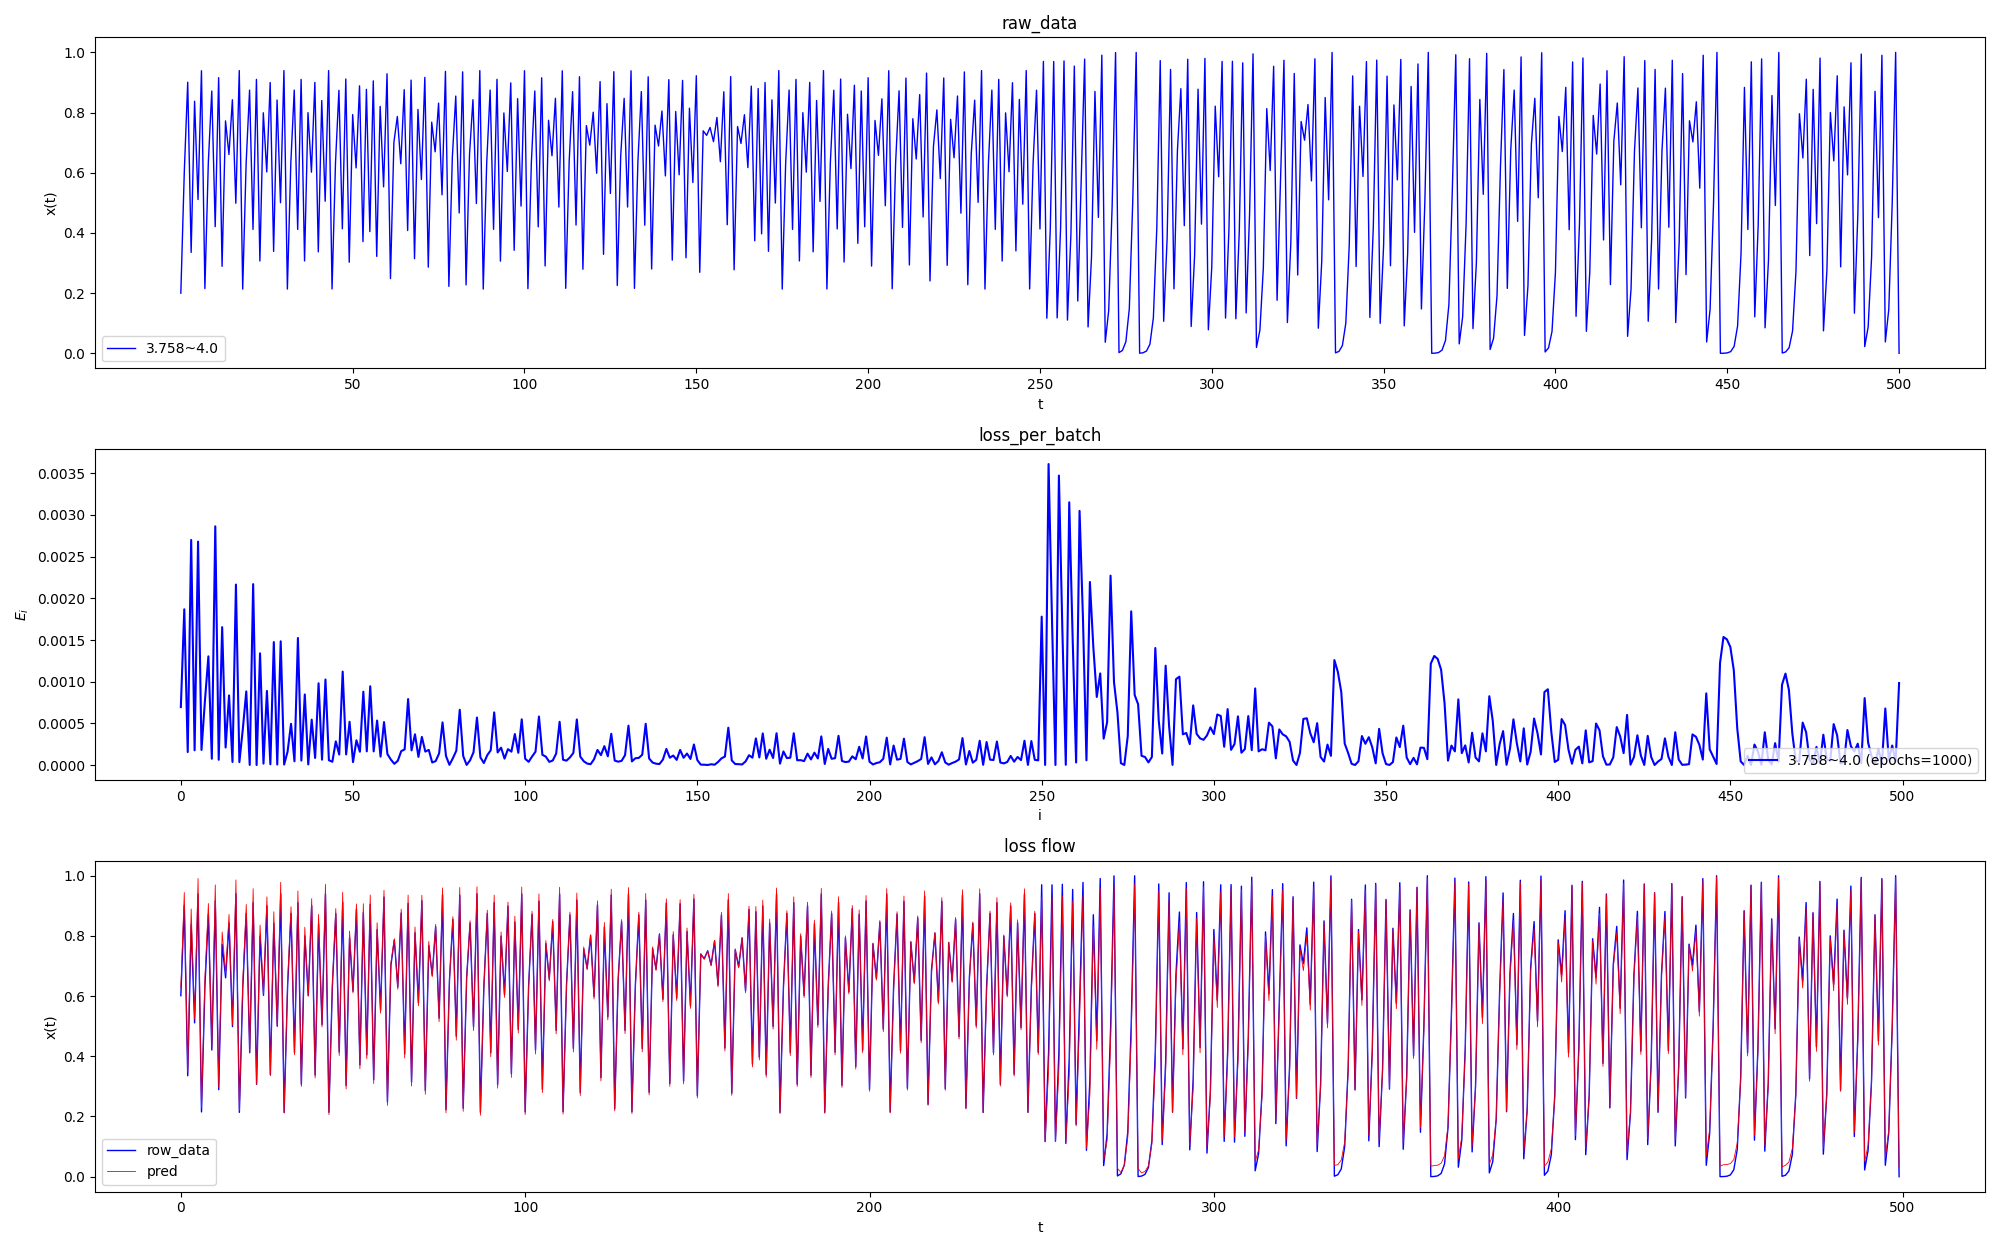 raw_data
1.0
0.8
0.6
0.4
0.2
0.0
x(t)
3.758~4.0
50 100 150 200 250 300 350 400 450 500
t
loss_per_batch
0.0035
0.0030
0.0025
0.0020
0.0015
0.0010
0.0005
0.0000
E_i
3.758~4.0 (epochs=1000)
0 50 100 150 200 250 300 350 400 450 500
i
loss flow
1.0
0.8
0.6
0.4
0.2
0.0
x(t)
row_data
pred
0 100 200 300 400 500
t